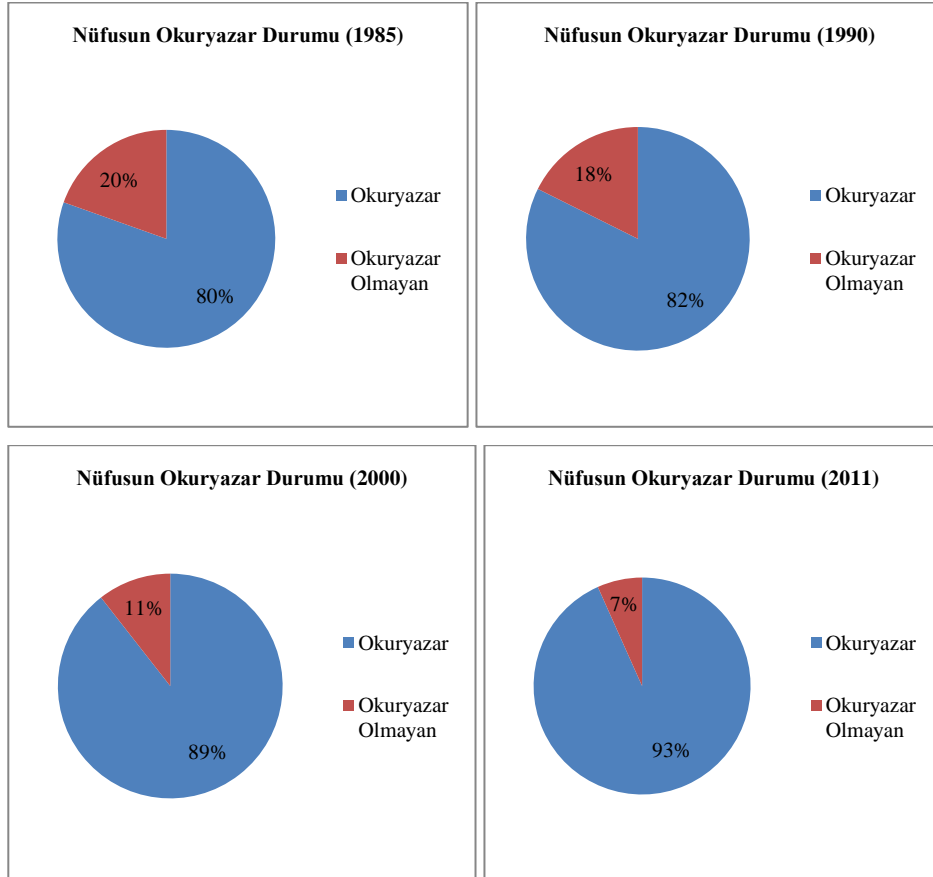 Nüfusun Okuryazar Durumu (1985)
20%
80%
Okuryazar
Okuryazar
Olmayan
Nüfusun Okuryazar Durumu (1990)
18%
82%
Okuryazar
Okuryazar
Olmayan
Nüfusun Okuryazar Durumu (2000)
11%
89%
Okuryazar
Okuryazar
Olmayan
Nüfusun Okuryazar Durumu (2011)
7%
93%
Okuryazar
Okuryazar
Olmayan